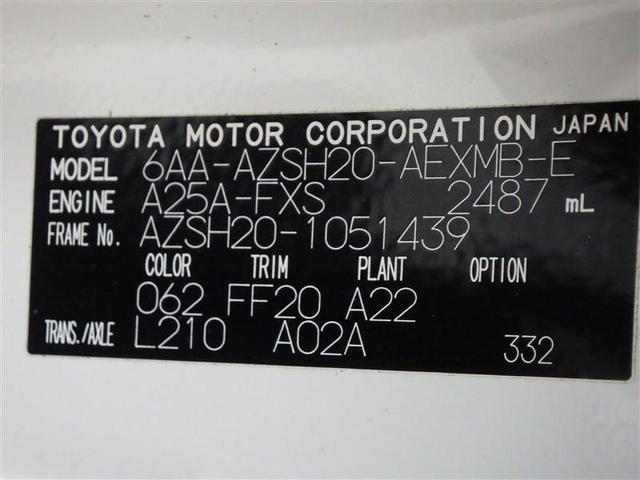 TOYOTA MOTOR CORPORATION JAPAN
MODEL 6AA-AZSH20-AEXMB-E
ENGINE A25A-FXS 2487 mL
FRAME No. AZSH20-1051439
COLOR TRIM PLANT OPTION
062 FF20 A22
TRANS./AXLE L210 A02A 332